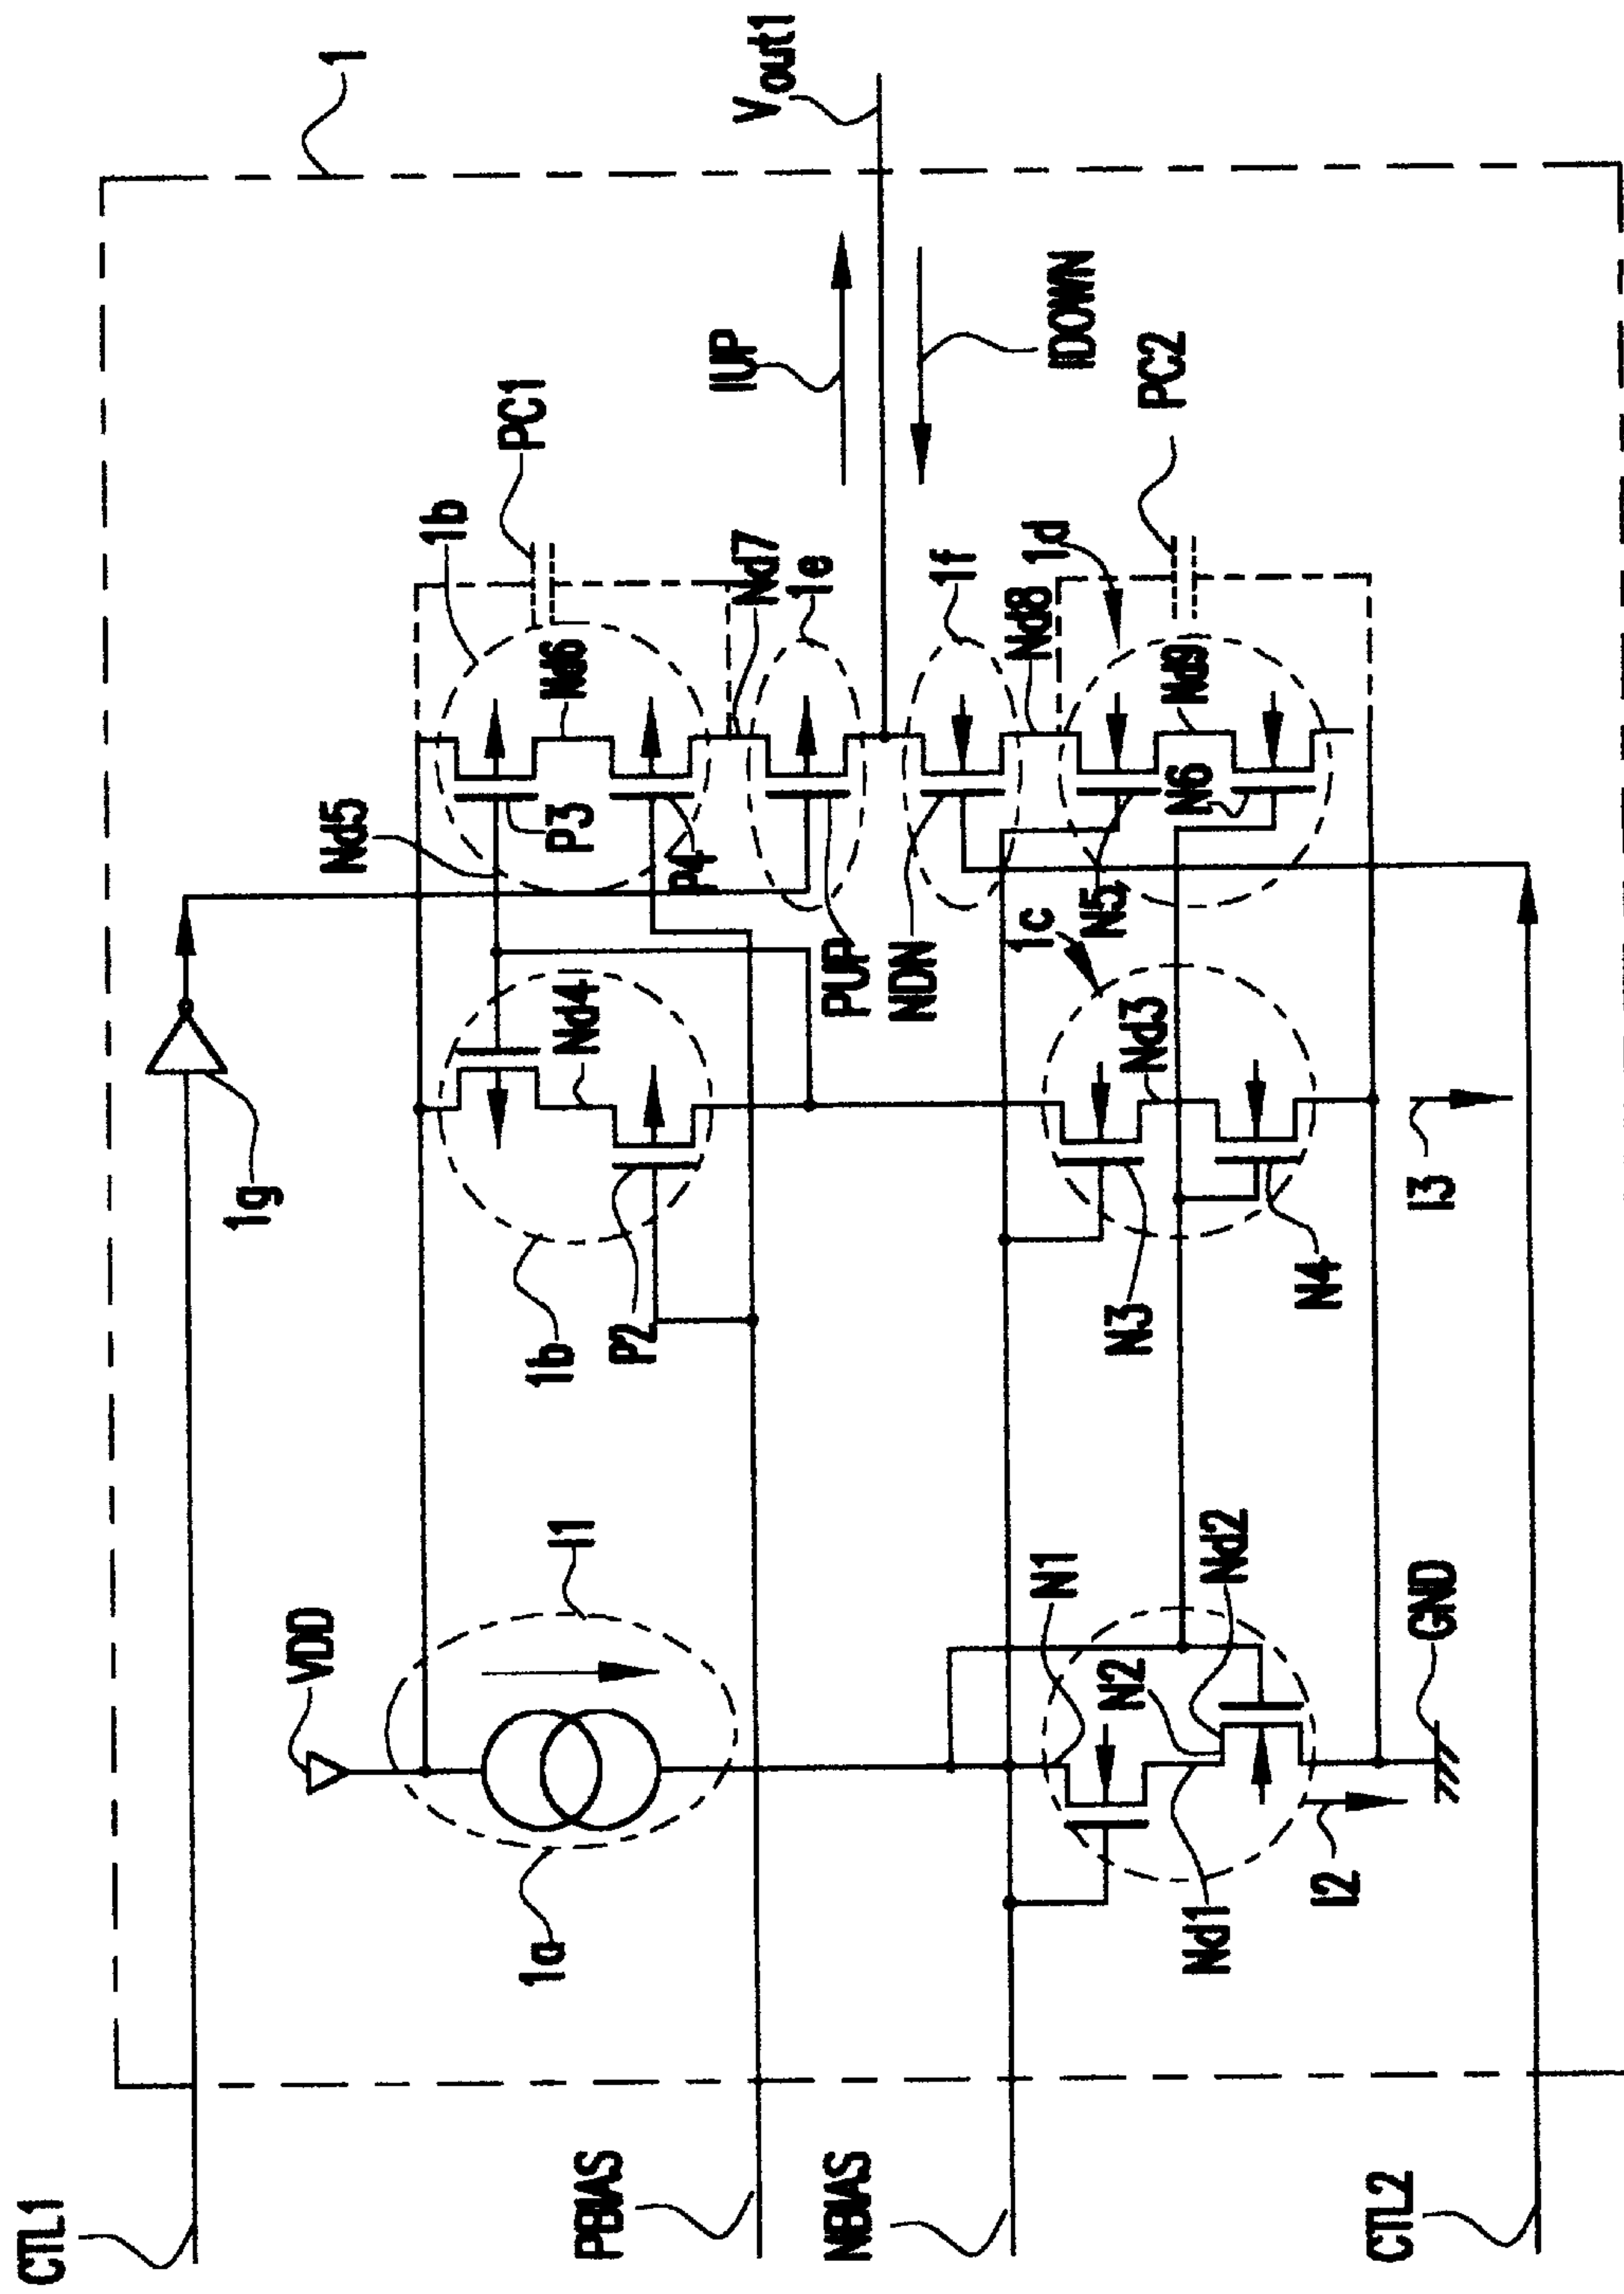 1
CTL1
1g
VDD
I1
1a
PBIAS
NBIAS
CTL2
1b
P2
Nd4
Nd5
P3
Nd6
1b
PC1
P4
Nd7
1e
PUP
NDN
1f
IUP
Vout1
IDOWN
PC2
1d
Nd8
Nd9
N5
N6
1c
Nd3
N3
N4
I3
N1
N2
Nd2
Nd1
I2
GND